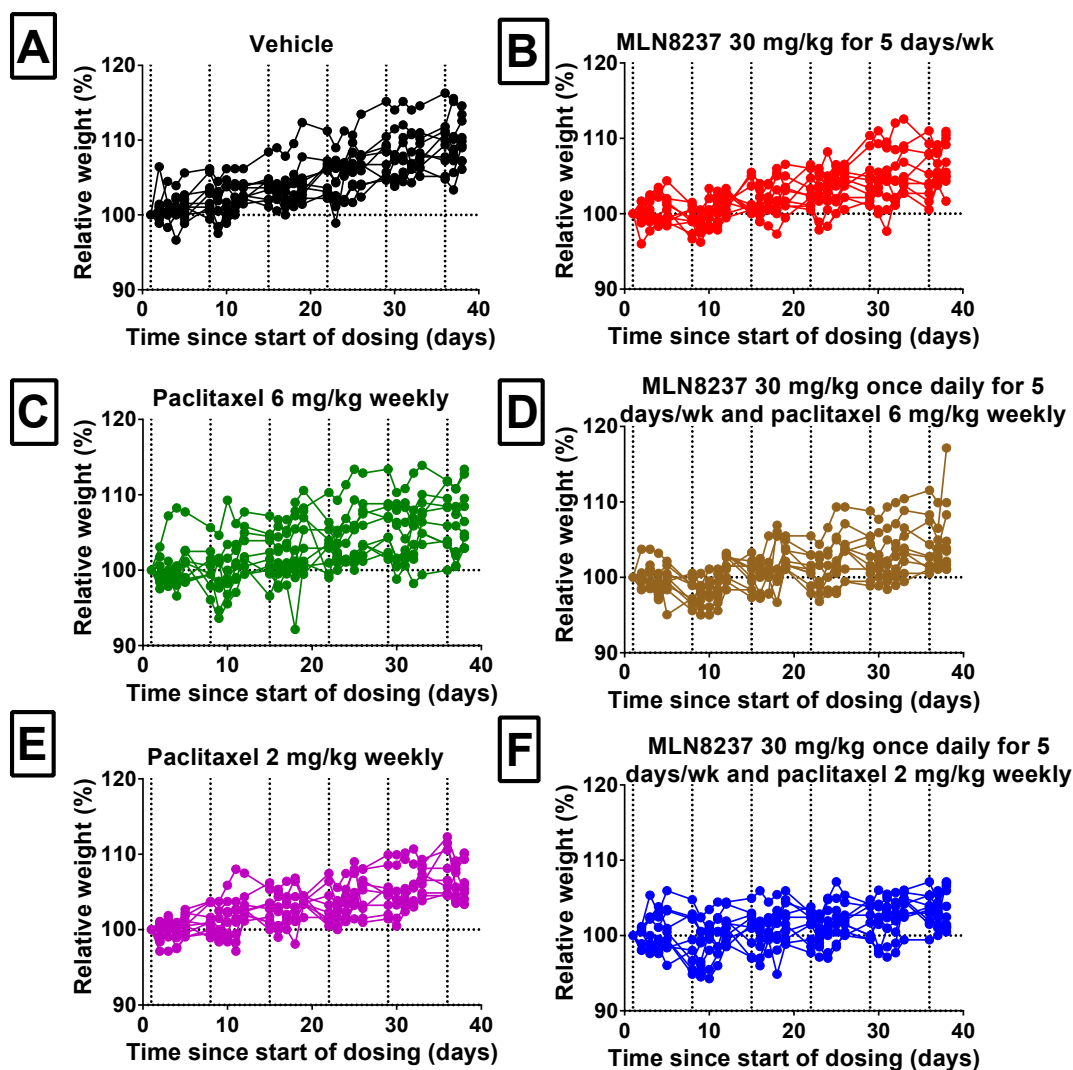 A
Vehicle
Relative weight (%)
120
110
100
90
0 10 20 30 40
Time since start of dosing (days)
B
MLN8237 30 mg/kg for 5 days/wk
Relative weight (%)
120
110
100
90
0 10 20 30 40
Time since start of dosing (days)
C
Paclitaxel 6 mg/kg weekly
Relative weight (%)
120
110
100
90
0 10 20 30 40
Time since start of dosing (days)
D
MLN8237 30 mg/kg once daily for 5
days/wk and paclitaxel 6 mg/kg weekly
Relative weight (%)
120
110
100
90
0 10 20 30 40
Time since start of dosing (days)
E
Paclitaxel 2 mg/kg weekly
Relative weight (%)
120
110
100
90
0 10 20 30 40
Time since start of dosing (days)
F
MLN8237 30 mg/kg once daily for 5
days/wk and paclitaxel 2 mg/kg weekly
Relative weight (%)
120
110
100
90
0 10 20 30 40
Time since start of dosing (days)